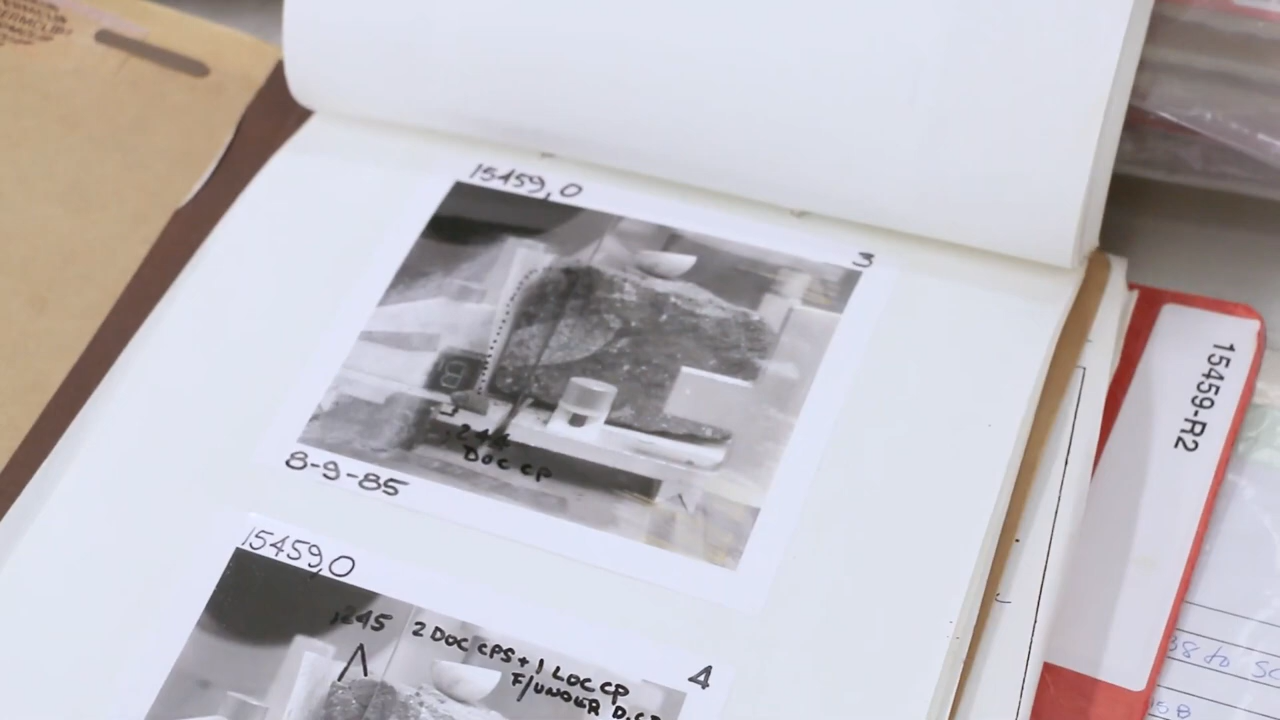 15459,0
3
DOC CP
8-9-85
15459,0
,245 2 DOC CPS + 1 LOC CP
F/UNDER
4
15459-R2